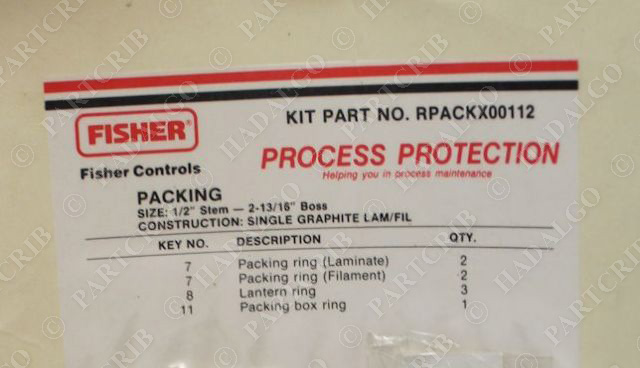 KIT PART NO. RPACKX00112
FISHER®
Fisher Controls
PROCESS PROTECTION
Helping you in process maintenance
PACKING
SIZE: 1/2" Stem — 2-13/16" Boss
CONSTRUCTION: SINGLE GRAPHITE LAM/FIL
KEY NO. DESCRIPTION QTY.
7 Packing ring (Laminate) 2
7 Packing ring (Filament) 2
8 Lantern ring 3
11 Packing box ring 1
PARTCRIB © HADALGO ©